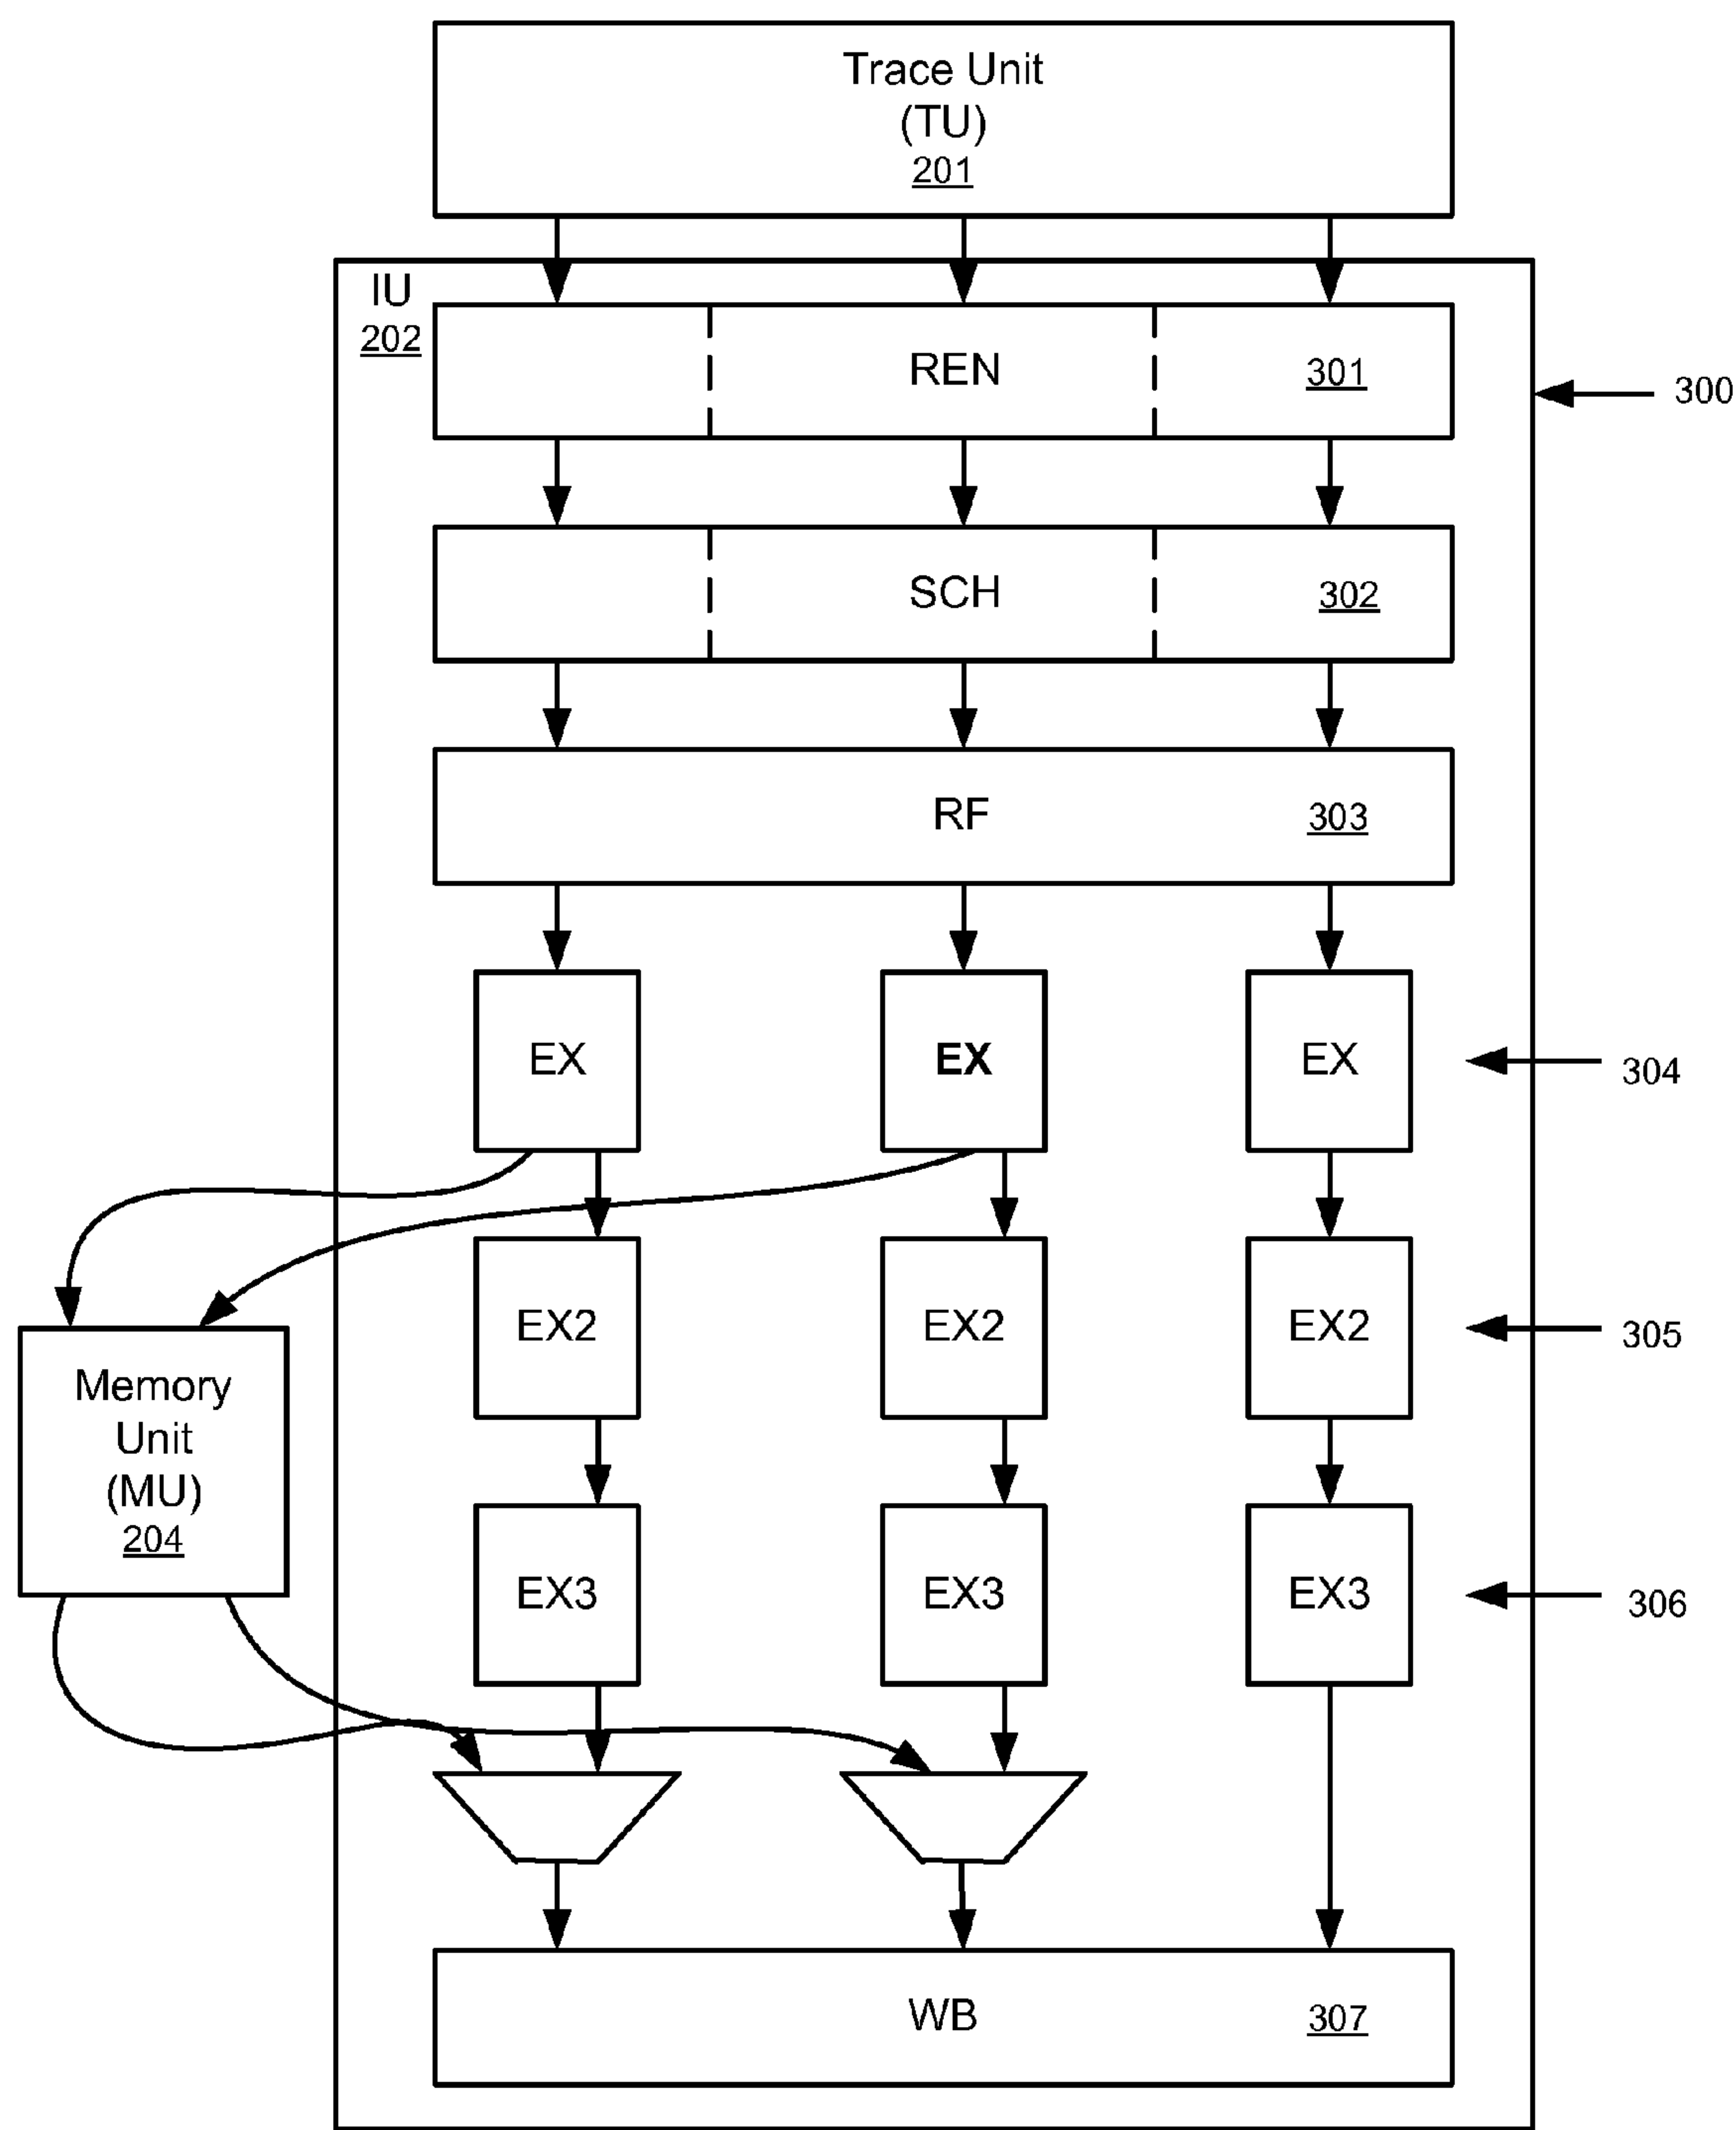 Trace Unit
(TU)
201
IU
202
REN
301
300
SCH
302
RF
303
EX
EX
EX
304
EX2
EX2
EX2
305
Memory
Unit
(MU)
204
EX3
EX3
EX3
306
WB
307